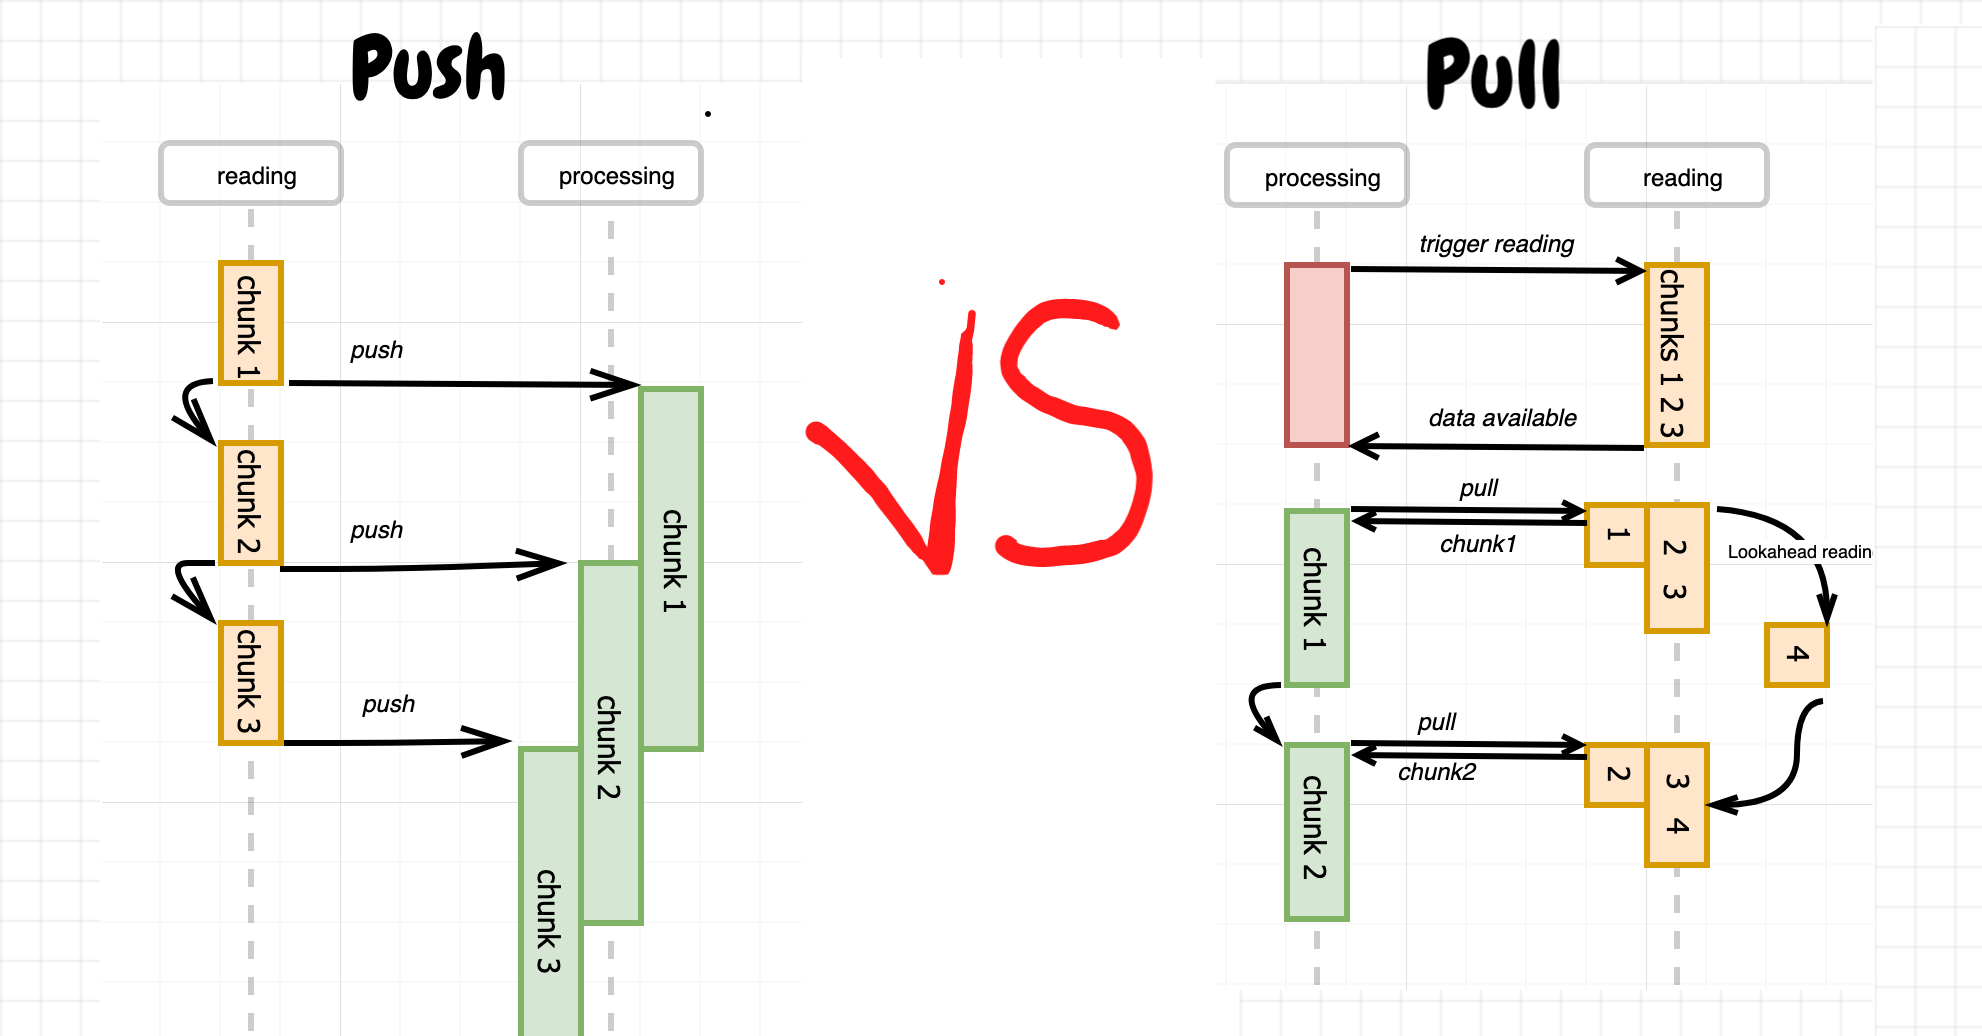 Push
reading
processing
chunk 1
push
chunk 2
push
chunk 3
push
chunk 1
chunk 2
chunk 3
VS
Pull
processing
reading
trigger reading
chunks 1 2 3
data available
pull
chunk1
chunk 1
1
2 3
Lookahead readin
4
pull
chunk2
chunk 2
2
3 4